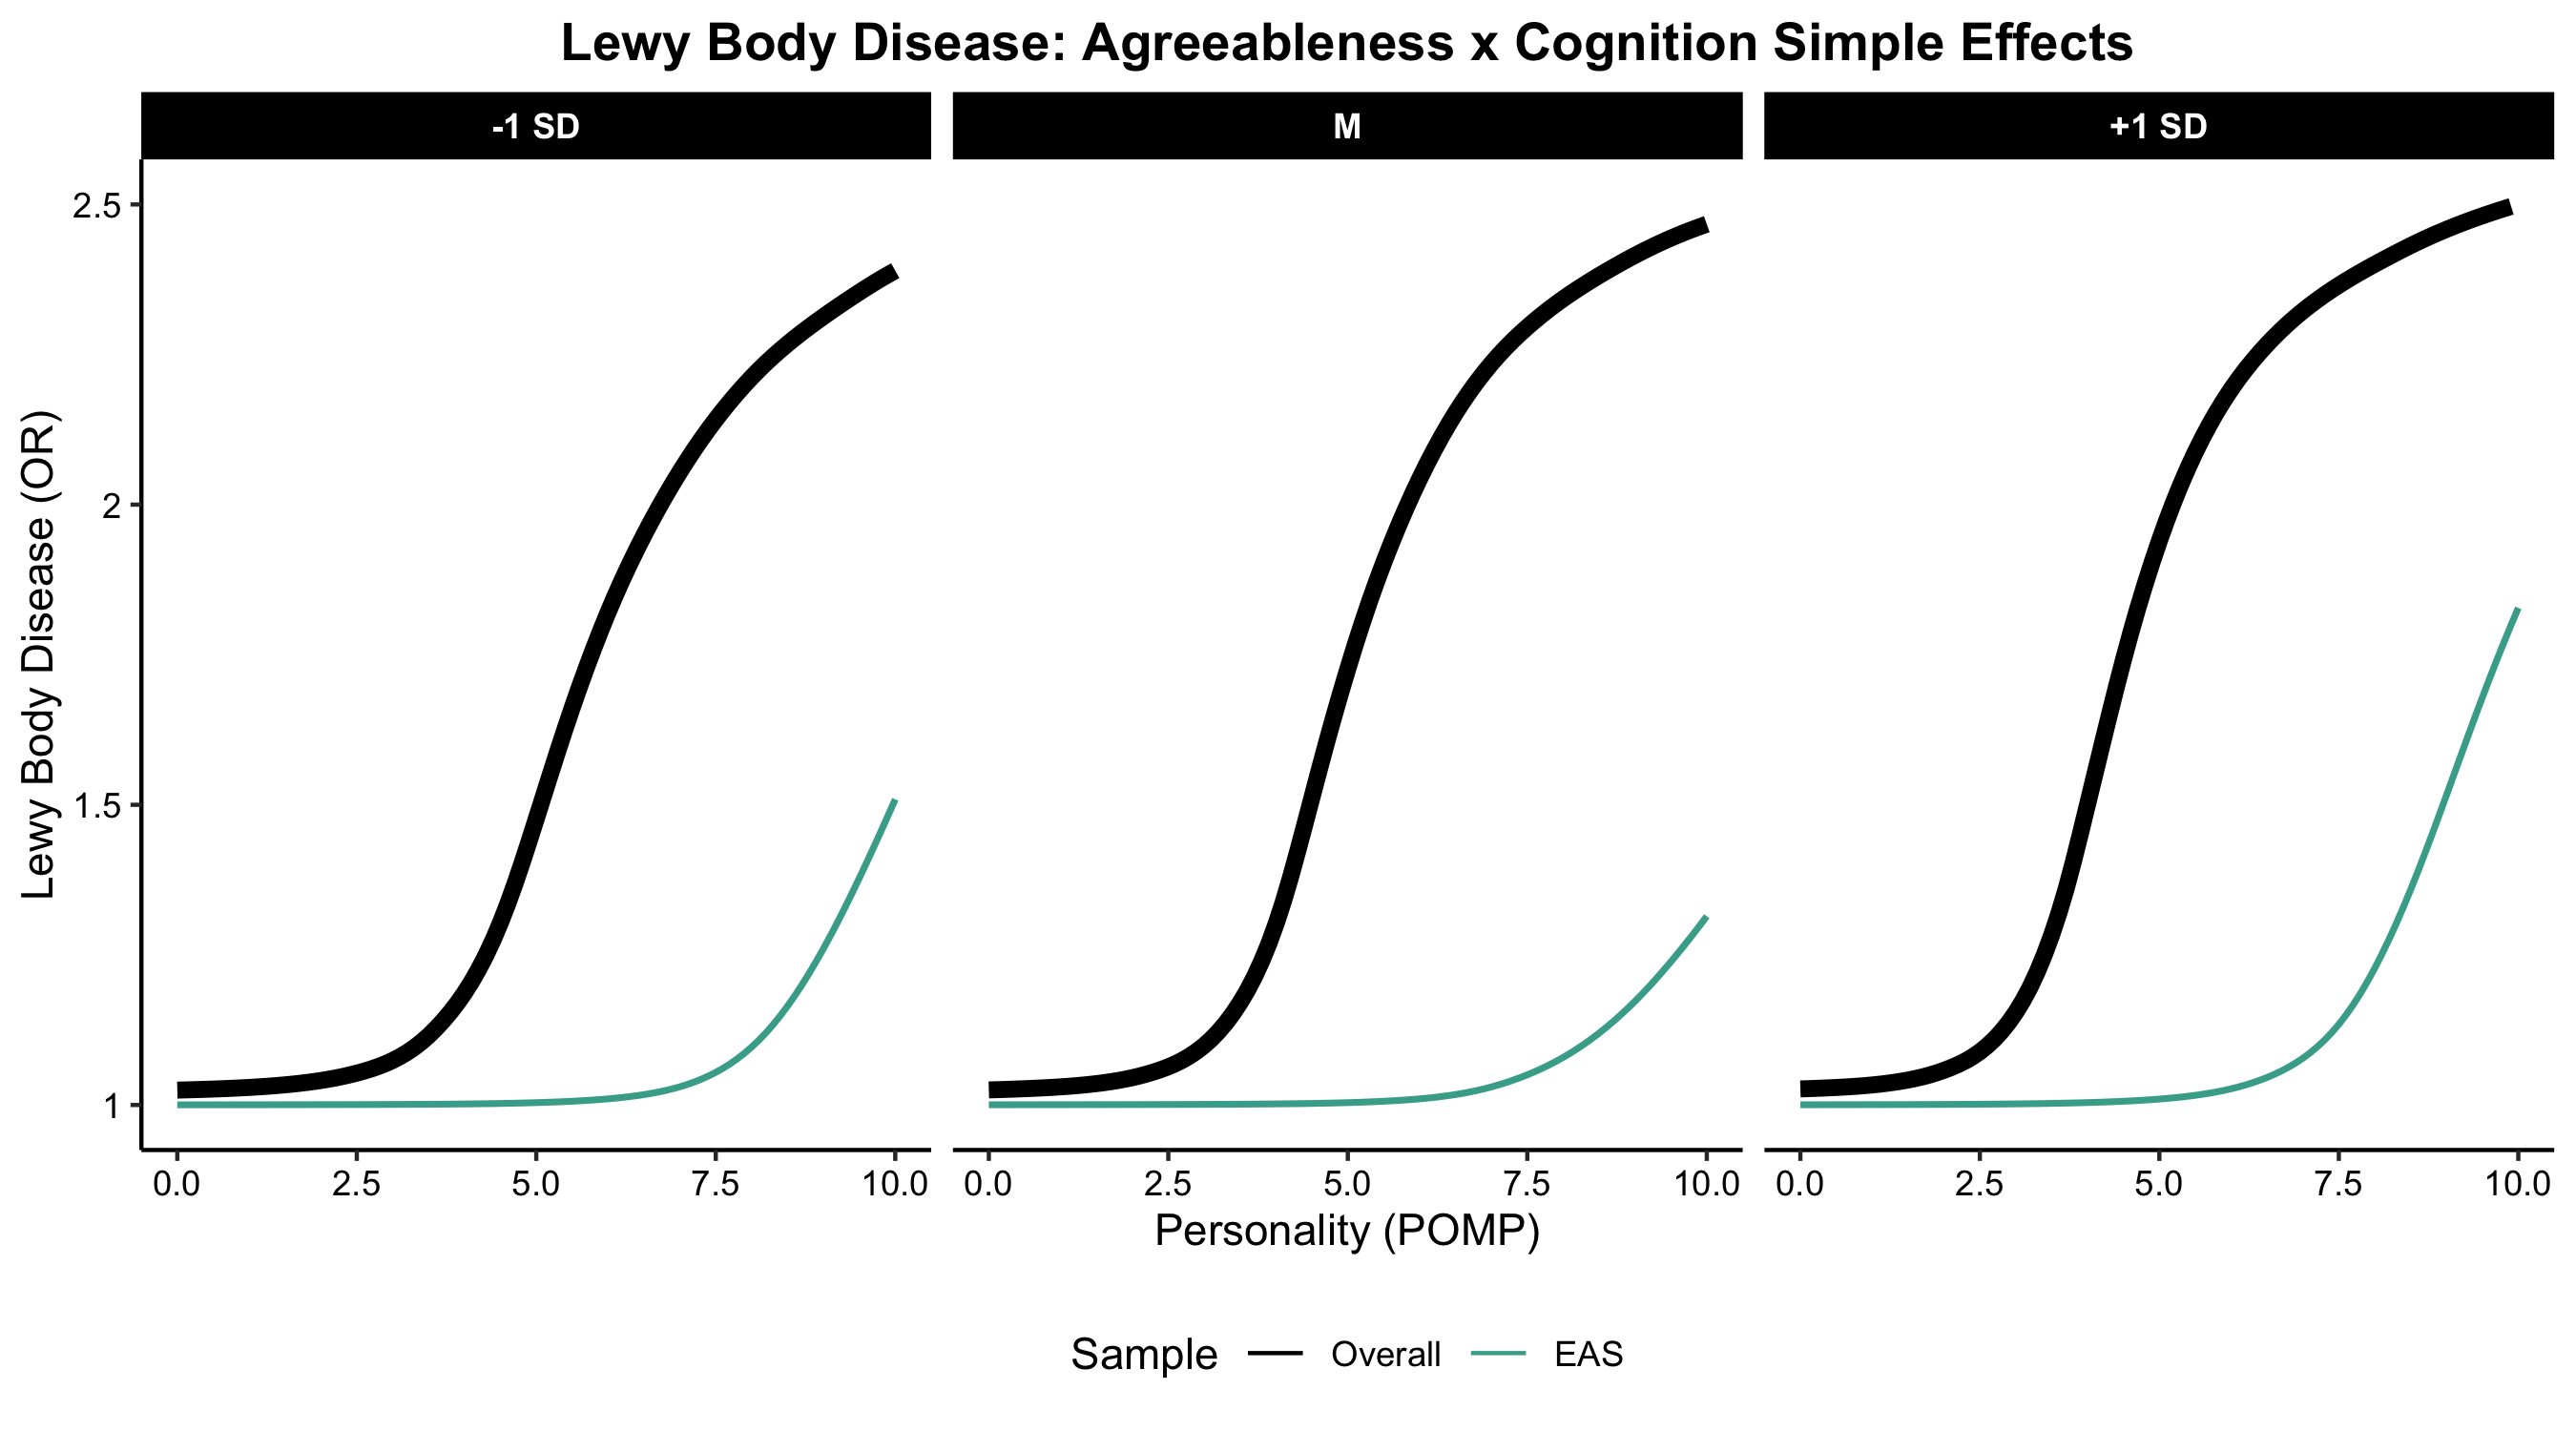 Lewy Body Disease: Agreeableness x Cognition Simple Effects
-1 SD
M
+1 SD
Lewy Body Disease (OR)
2.5
2
1.5
1
0.0 2.5 5.0 7.5 10.0
0.0 2.5 5.0 7.5 10.0
0.0 2.5 5.0 7.5 10.0
Personality (POMP)
Sample Overall EAS